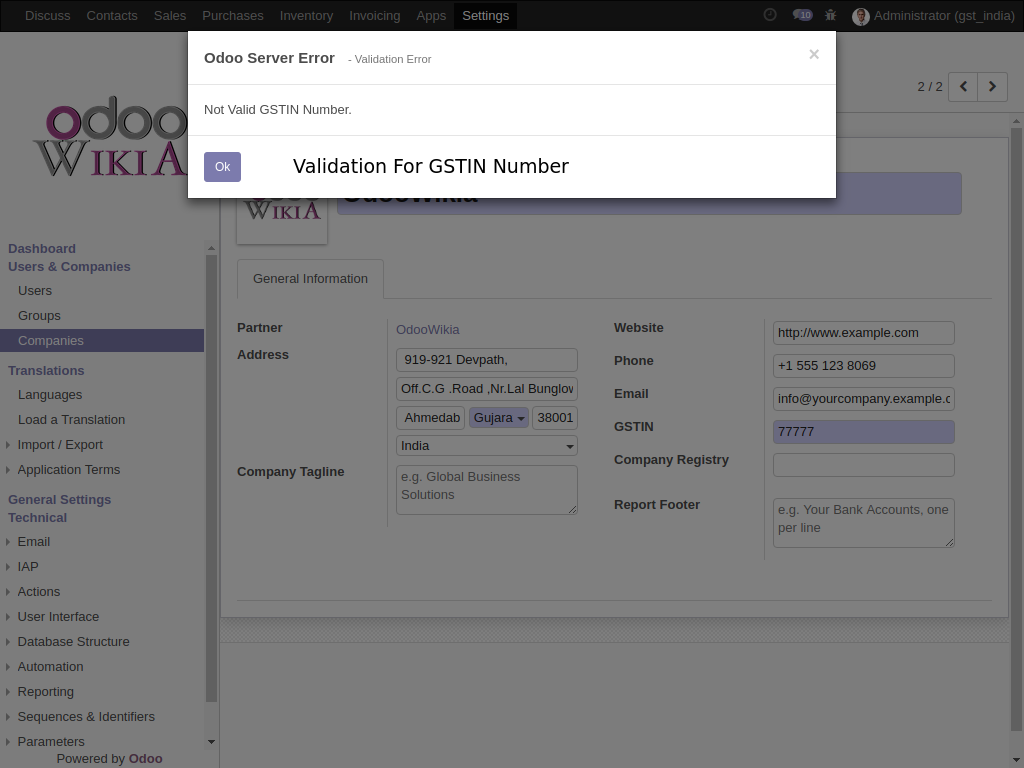 Discuss Contacts Sales Purchases Inventory Invoicing Apps Settings 10 Administrator (gst_india)
Odoo Server Error - Validation Error ×
Not Valid GSTIN Number.
Ok Validation For GSTIN Number
2 / 2
odoo
WIKIA
OdooWikia
WIKIA
Dashboard
Users & Companies
Users
Groups
Companies
Translations
Languages
Load a Translation
Import / Export
Application Terms
General Settings
Technical
Email
IAP
Actions
User Interface
Database Structure
Automation
Reporting
Sequences & Identifiers
Parameters
Powered by Odoo
General Information
Partner OdooWikia
Address 919-921 Devpath,
Off.C.G .Road ,Nr.Lal Bunglow
Ahmedab Gujara 38001
India
Company Tagline e.g. Global Business
Solutions
Website http://www.example.com
Phone +1 555 123 8069
Email info@yourcompany.example.c
GSTIN 77777
Company Registry
Report Footer e.g. Your Bank Accounts, one
per line